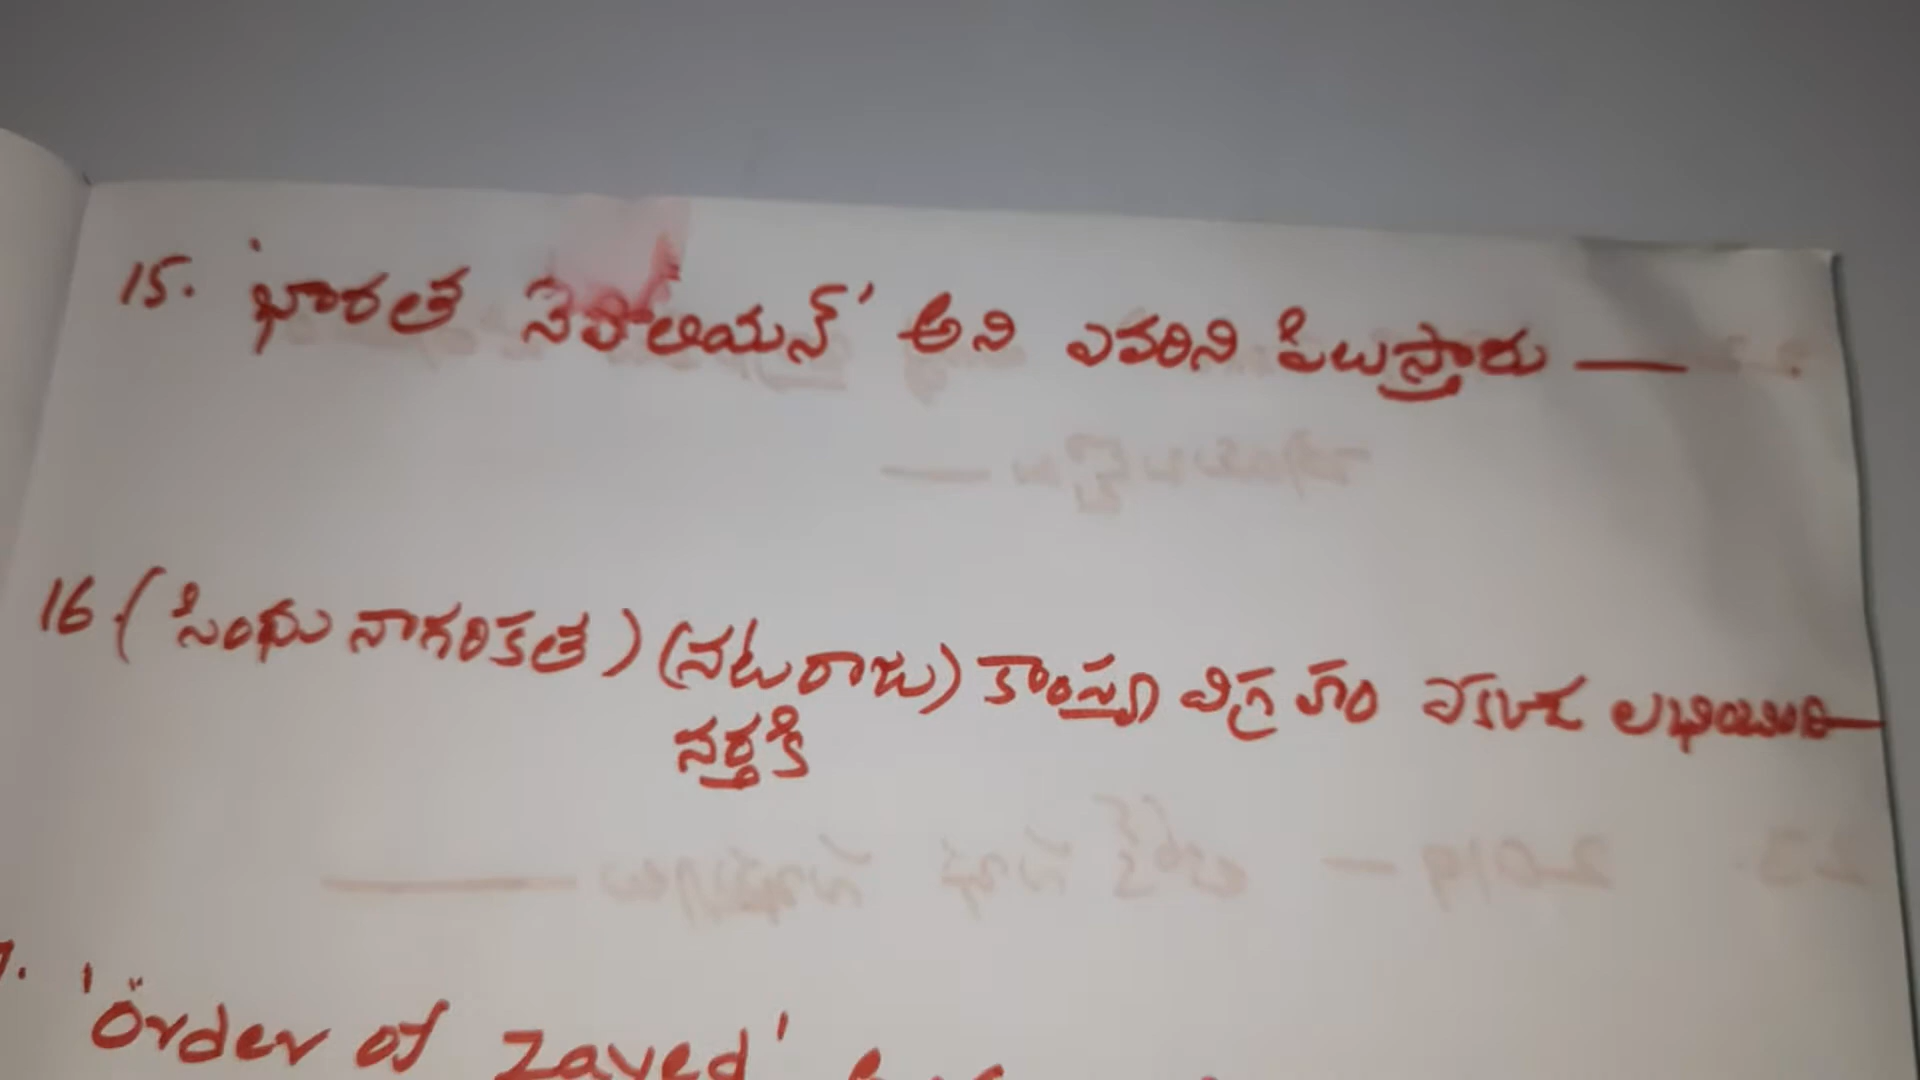 15. 'భారత నెపోలియన్' అని ఎవరిని పిలుస్తారు —
16. (సింధు నాగరికత) (నటరాజు) కాంస్య విగ్రహం ఎక్కడ లభించింది —
నర్తకి
'Order of Zayed'